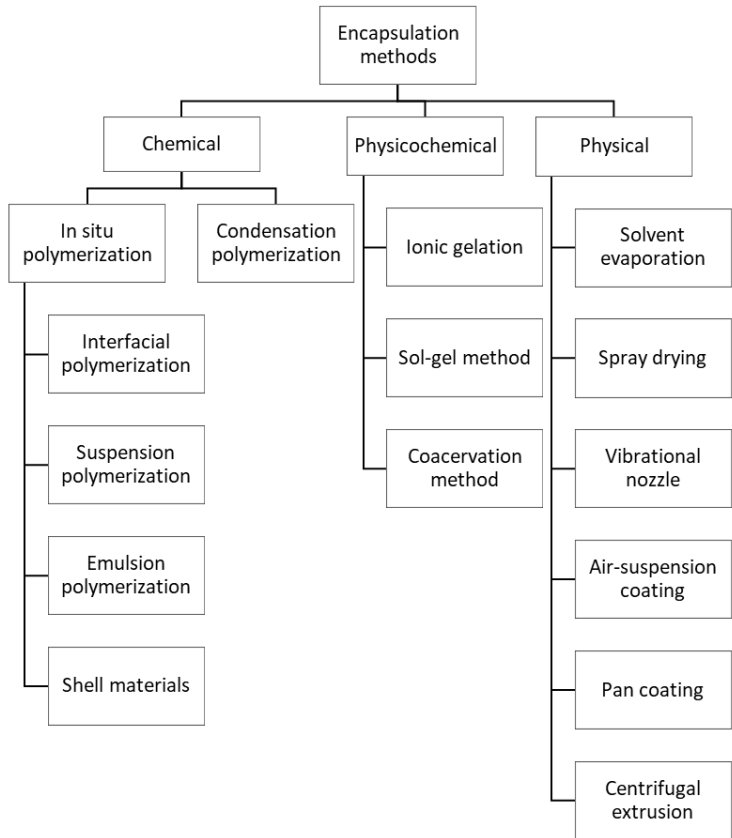 Encapsulation
methods
Chemical
Physicochemical
Physical
In situ
polymerization
Condensation
polymerization
Interfacial
polymerization
Suspension
polymerization
Emulsion
polymerization
Shell materials
Ionic gelation
Sol-gel method
Coacervation
method
Solvent
evaporation
Spray drying
Vibrational
nozzle
Air-suspension
coating
Pan coating
Centrifugal
extrusion